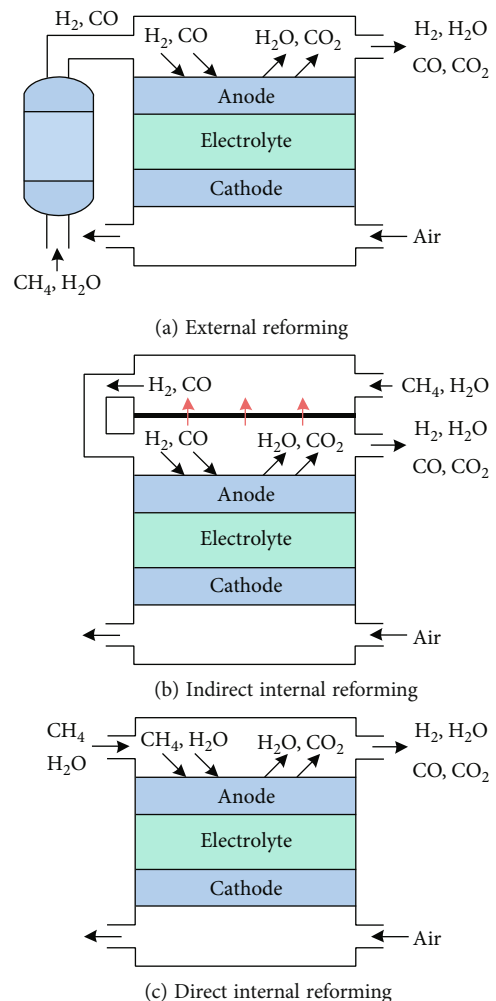 H₂, CO
H₂, CO
H₂O, CO₂
H₂, H₂O
CO, CO₂
Anode
Electrolyte
Cathode
Air
CH₄, H₂O
(a) External reforming
H₂, CO
CH₄, H₂O
H₂, CO
H₂O, CO₂
H₂, H₂O
CO, CO₂
Anode
Electrolyte
Cathode
Air
(b) Indirect internal reforming
CH₄
H₂O
CH₄, H₂O
H₂O, CO₂
H₂, H₂O
CO, CO₂
Anode
Electrolyte
Cathode
Air
(c) Direct internal reforming